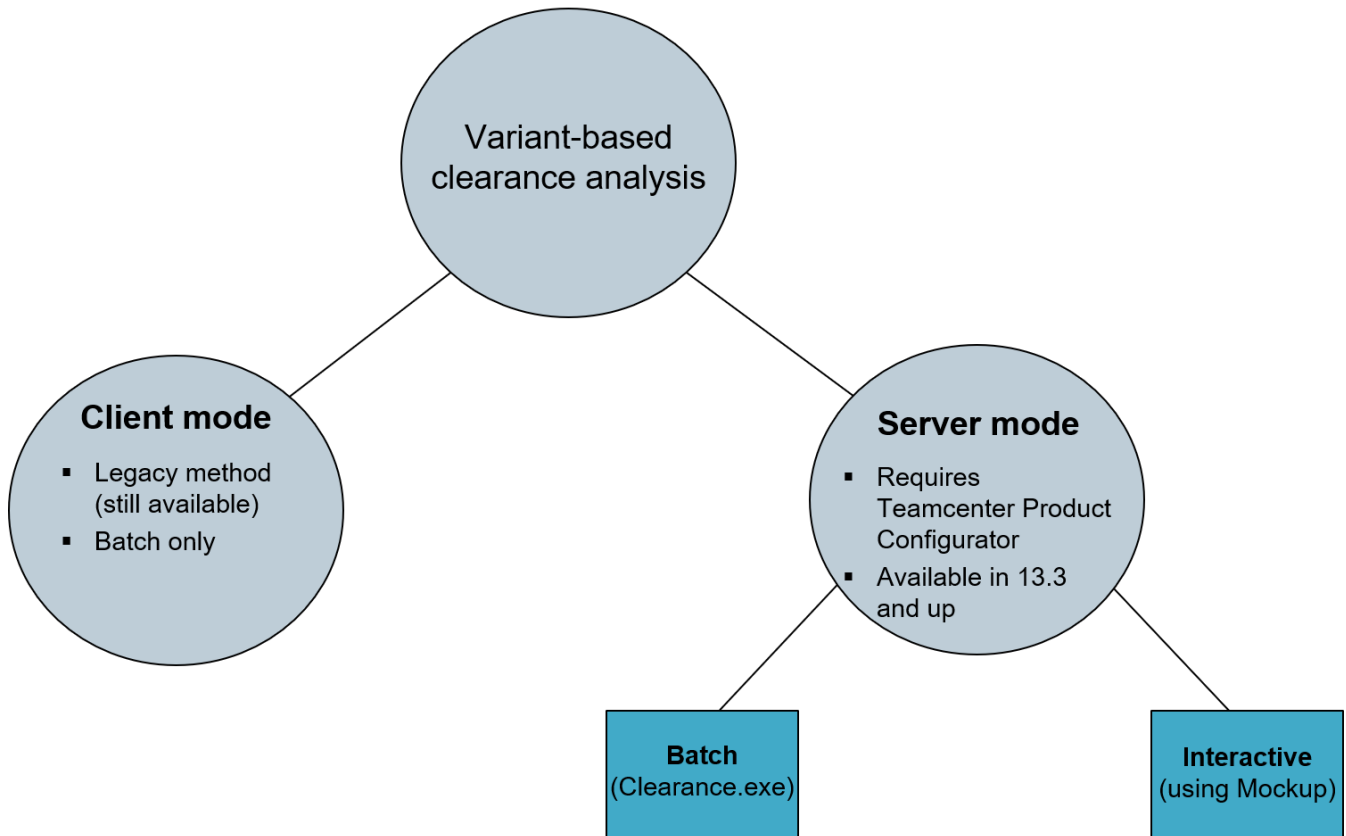 Variant-based
clearance analysis
Client mode
▪ Legacy method
(still available)
▪ Batch only
Server mode
▪ Requires
Teamcenter Product
Configurator
▪ Available in 13.3
and up
Batch
(Clearance.exe)
Interactive
(using Mockup)